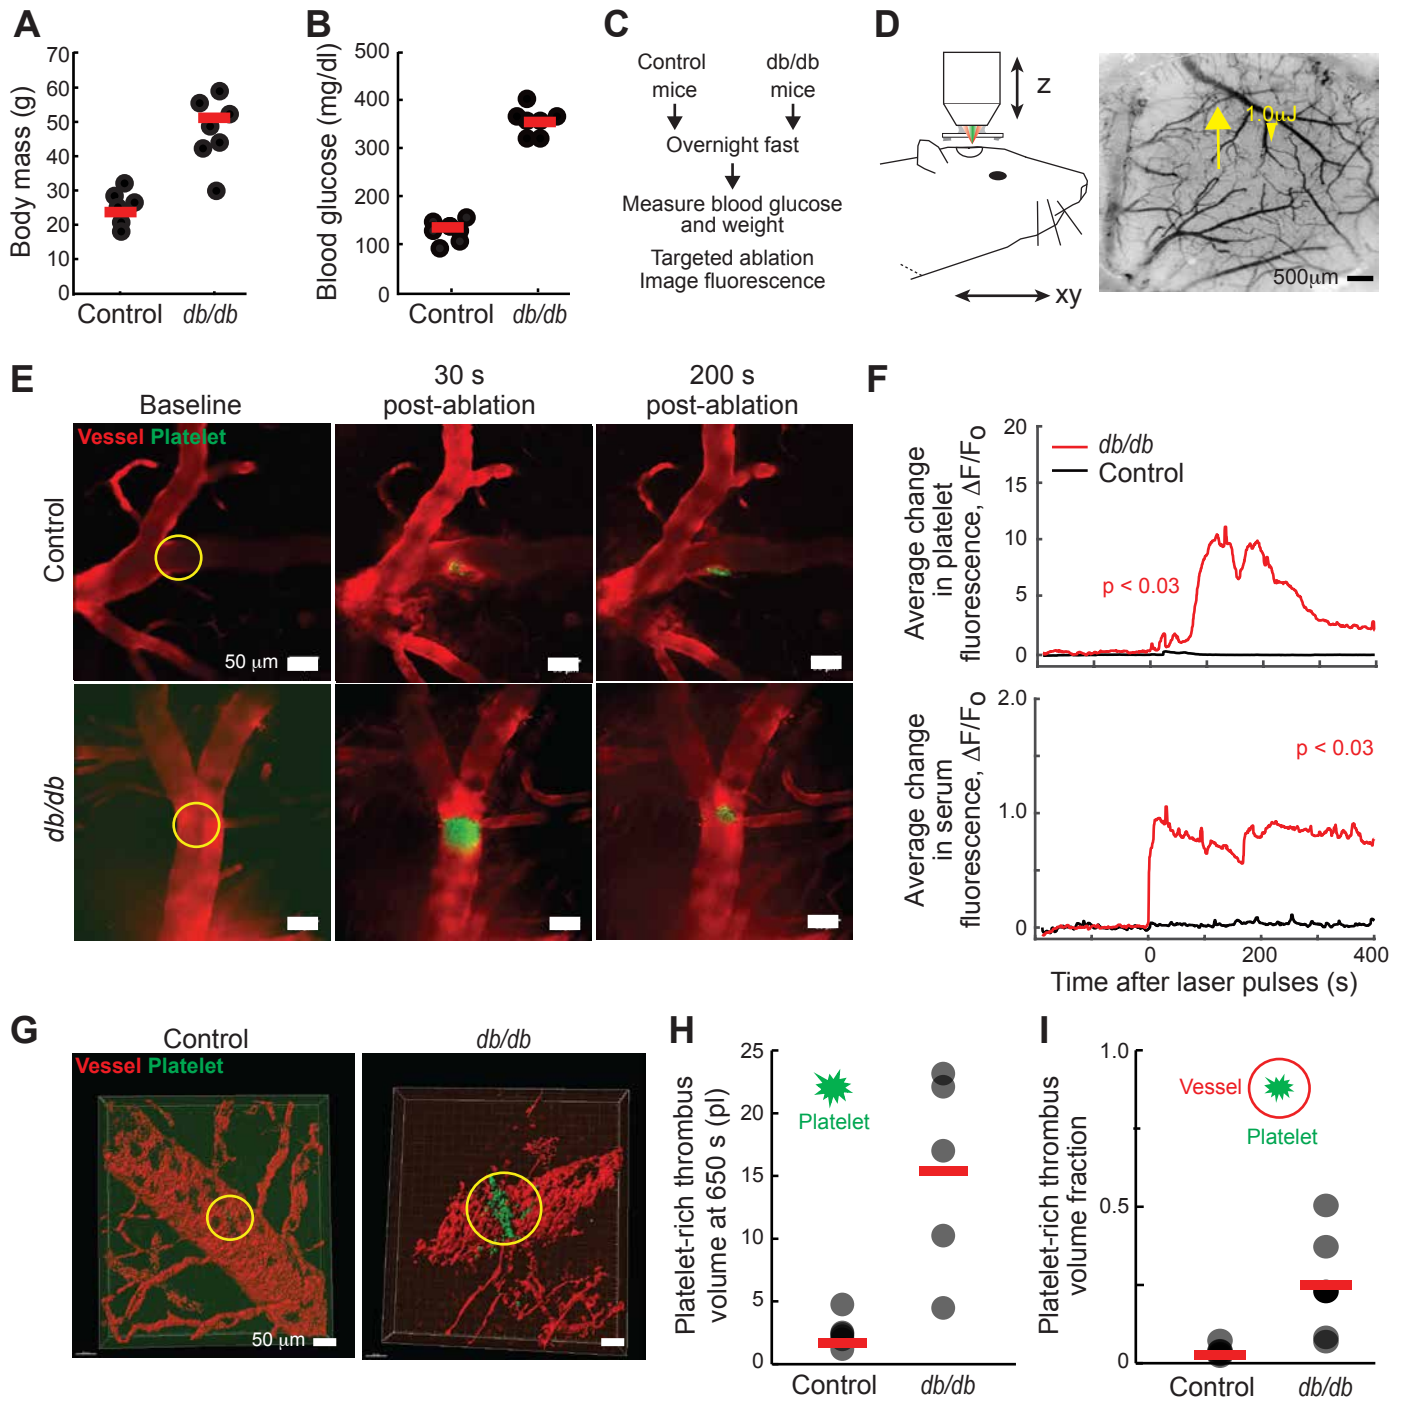 A
Body mass (g)
70
60
50
40
30
20
10
0
Control
db/db
B
Blood glucose (mg/dl)
500
400
300
200
100
0
Control
db/db
C
Control
mice
db/db
mice
Overnight fast
Measure blood glucose
and weight
Targeted ablation
Image fluorescence
D
z
xy
1.0µJ
500µm
E
Baseline
30 s
post-ablation
200 s
post-ablation
Control
Vessel Platelet
50 µm
db/db
F
Average change
in platelet
fluorescence, ΔF/Fo
20
15
10
5
0
db/db
Control
p < 0.03
Average change
in serum
fluorescence, ΔF/Fo
2.0
1.0
0
p < 0.03
0
200
400
Time after laser pulses (s)
G
Control
db/db
Vessel Platelet
50 µm
H
Platelet-rich thrombus
volume at 650 s (pl)
25
20
15
10
5
0
Platelet
Control
db/db
I
Platelet-rich thrombus
volume fraction
1.0
0.5
0
Vessel
Platelet
Control
db/db